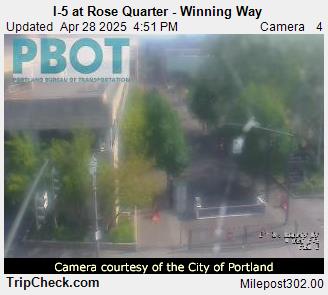 I-5 at Rose Quarter - Winning Way
Updated Apr 28 2025 4:51 PM Camera 4
PBOT
PORTLAND BUREAU OF TRANSPORTATION
Camera courtesy of the City of Portland
TripCheck.com Milepost302.00